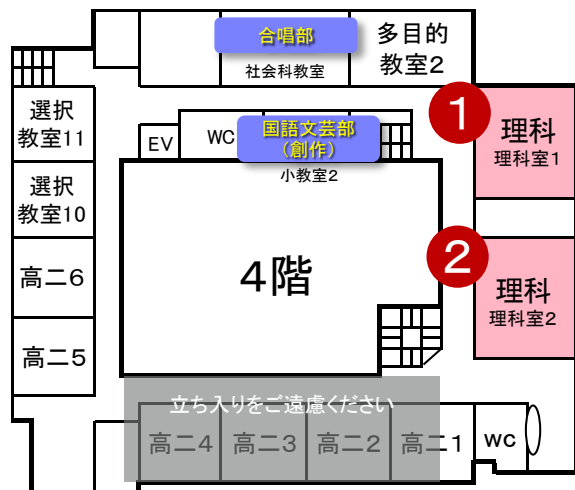 合唱部
社会科教室
多目的
教室2
選択
教室11
EV
WC
国語文芸部
(創作)
小教室2
1
理科
理科室1
選択
教室10
高二6
4階
2
理科
理科室2
高二5
立ち入りをご遠慮ください
高二4
高二3
高二2
高二1
wc